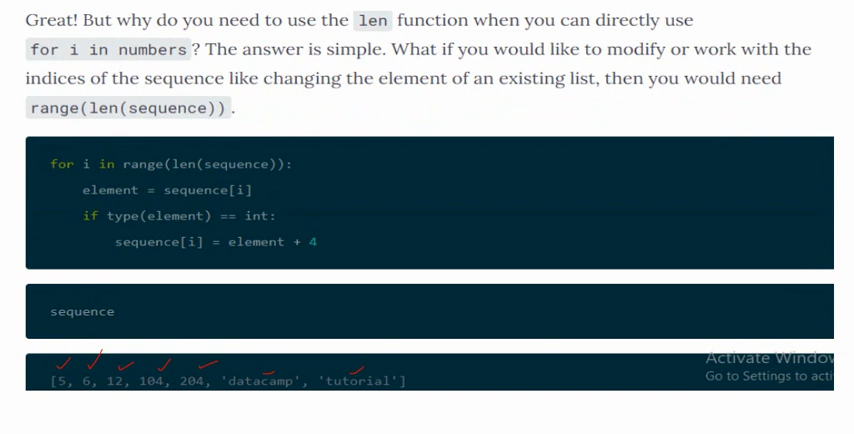 Great! But why do you need to use the len function when you can directly use
for i in numbers? The answer is simple. What if you would like to modify or work with the
indices of the sequence like changing the element of an existing list, then you would need
range(len(sequence)).
for i in range(len(sequence)):
    element = sequence[i]
    if type(element) == int:
        sequence[i] = element + 4
sequence
Activate Window
[5, 6, 12, 104, 204, 'datacamp', 'tutorial']
Go to Settings to acti